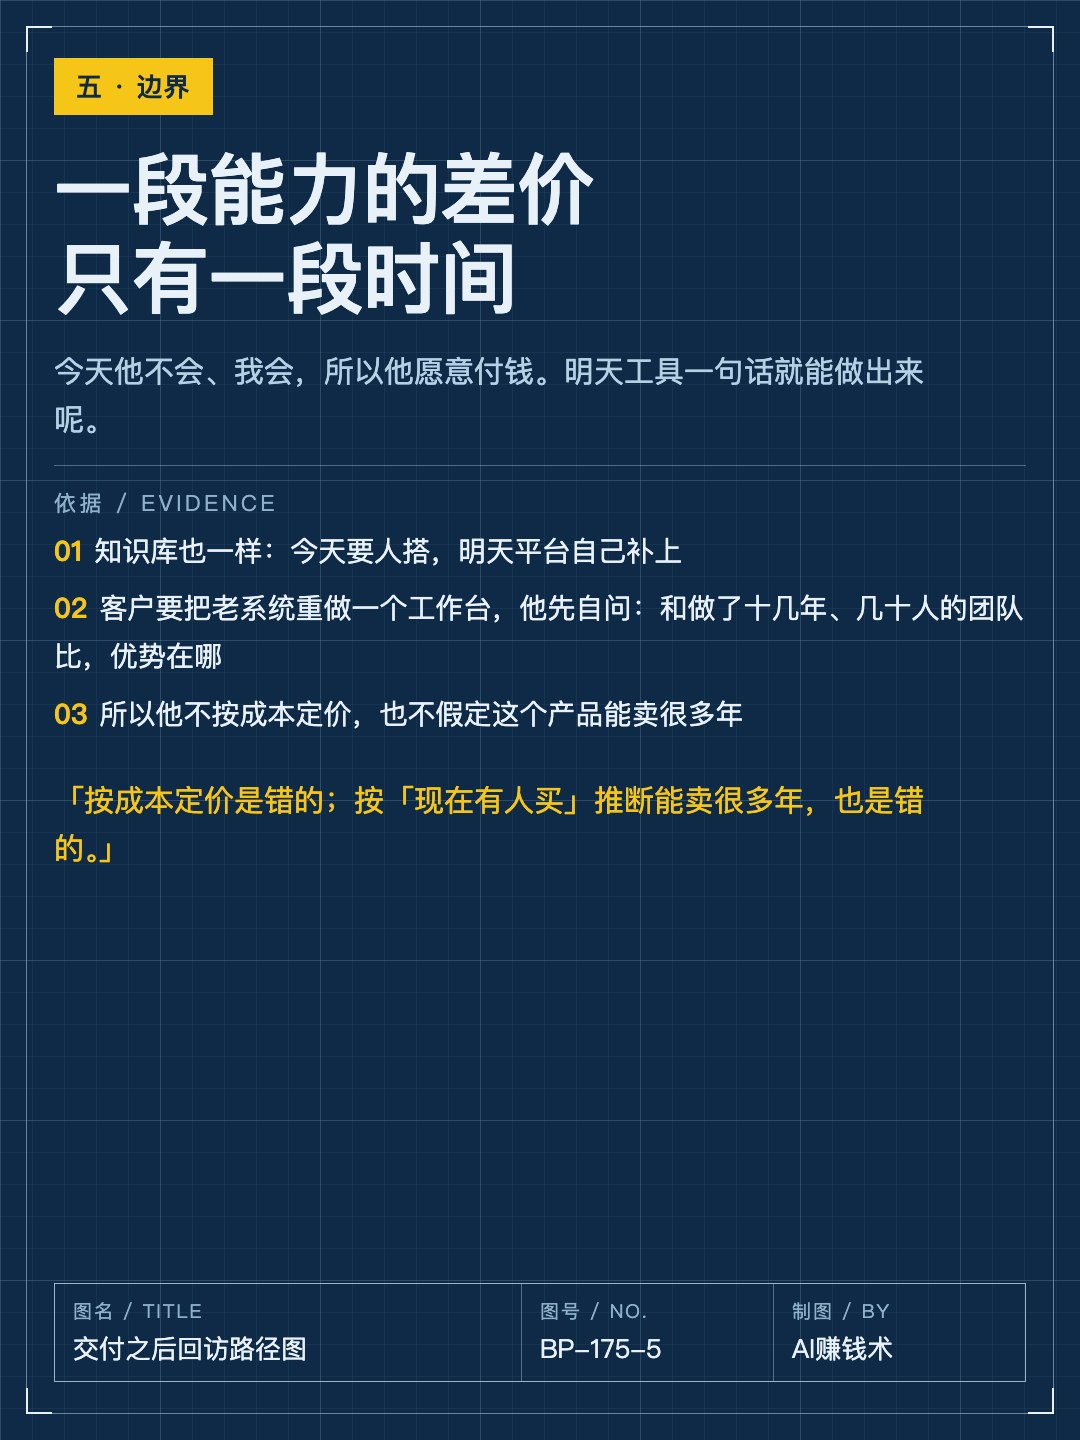 五 · 边界
一段能力的差价
只有一段时间
今天他不会、我会，所以他愿意付钱。明天工具一句话就能做出来
呢。
依据 / EVIDENCE
01 知识库也一样：今天要人搭，明天平台自己补上
02 客户要把老系统重做一个工作台，他先自问：和做了十几年、几十人的团队
比，优势在哪
03 所以他不按成本定价，也不假定这个产品能卖很多年
「按成本定价是错的；按「现在有人买」推断能卖很多年，也是错
的。」
图名 / TITLE
交付之后回访路径图
图号 / NO.
BP–175–5
制图 / BY
AI赚钱术